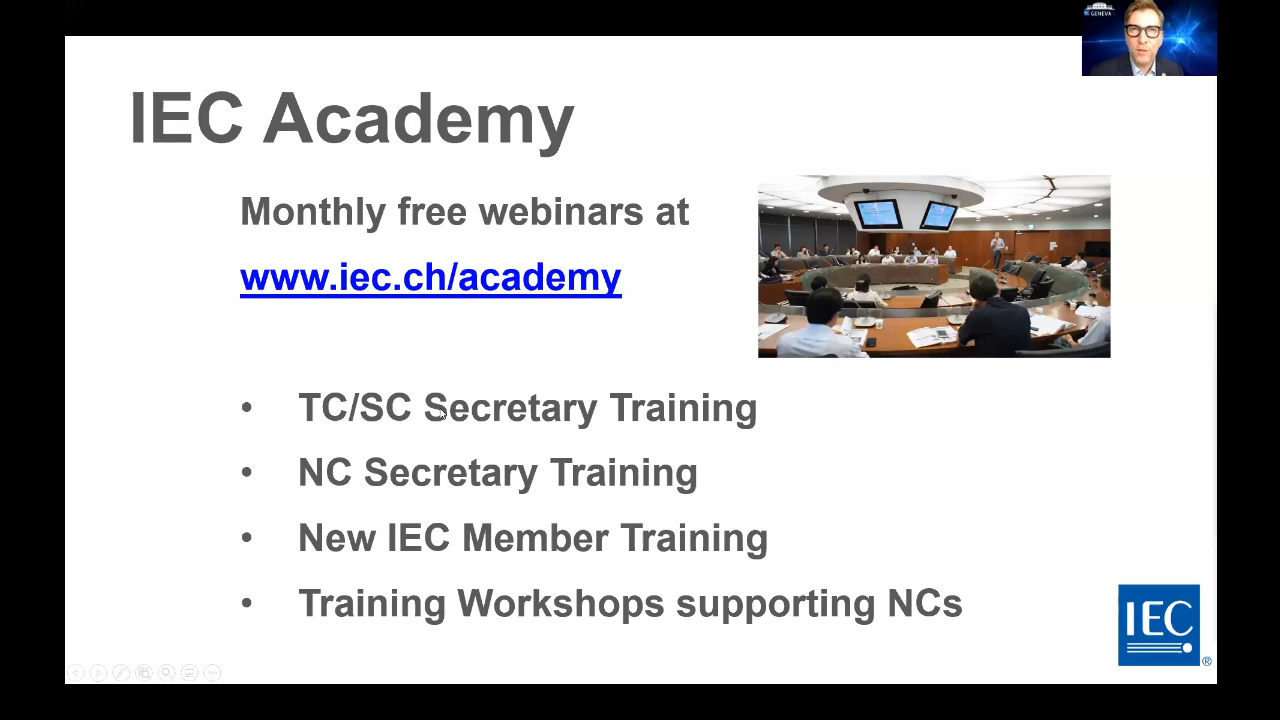 GENEVA
IEC Academy
Monthly free webinars at
www.iec.ch/academy
• TC/SC Secretary Training
• NC Secretary Training
• New IEC Member Training
• Training Workshops supporting NCs
IEC
®